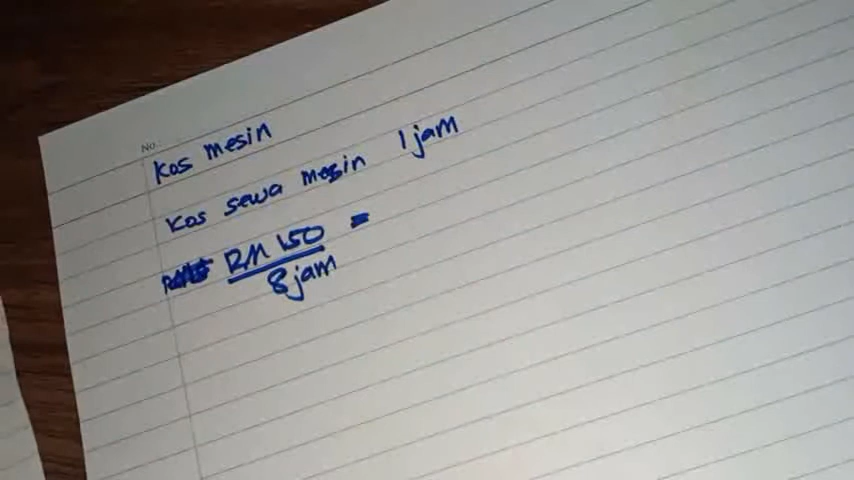 No.
Kos mesin
Kos sewa mesin 1 jam
RM 150 =
8 jam